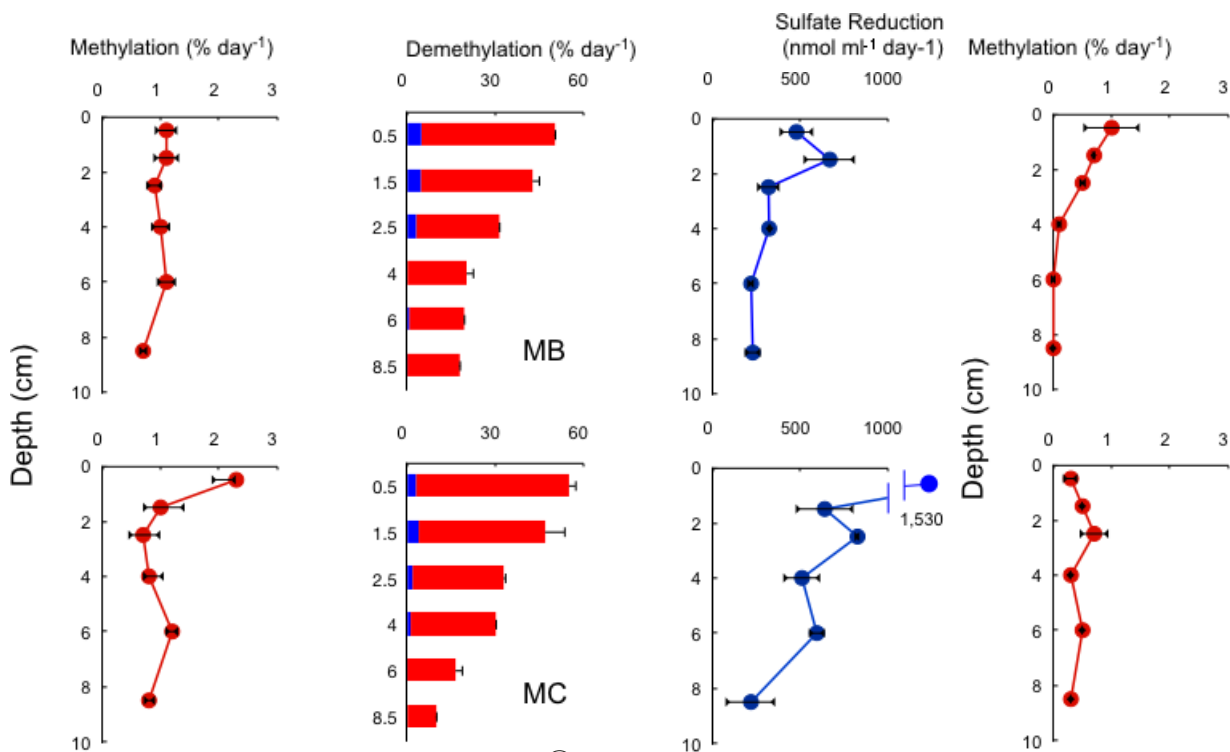 Methylation (% day-1)
Demethylation (% day-1)
Sulfate Reduction
(nmol ml-1 day-1)
Methylation (% day-1)
0 1 2 3
0 30 60
0 500 1000
0 1 2 3
0
2
4
6
8
10
0.5
1.5
2.5
4
6
8.5
MB
0
2
4
6
8
10
0
2
4
6
8
10
Depth (cm)
Depth (cm)
0 1 2 3
0 30 60
0 500 1000
0 1 2 3
0
2
4
6
8
10
0.5
1.5
2.5
4
6
8.5
MC
0
2
4
6
8
10
1,530
0
2
4
6
8
10